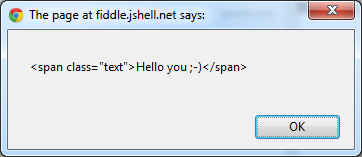 The page at fiddle.jshell.net says:
<span class="text">Hello you ;-)</span>
OK